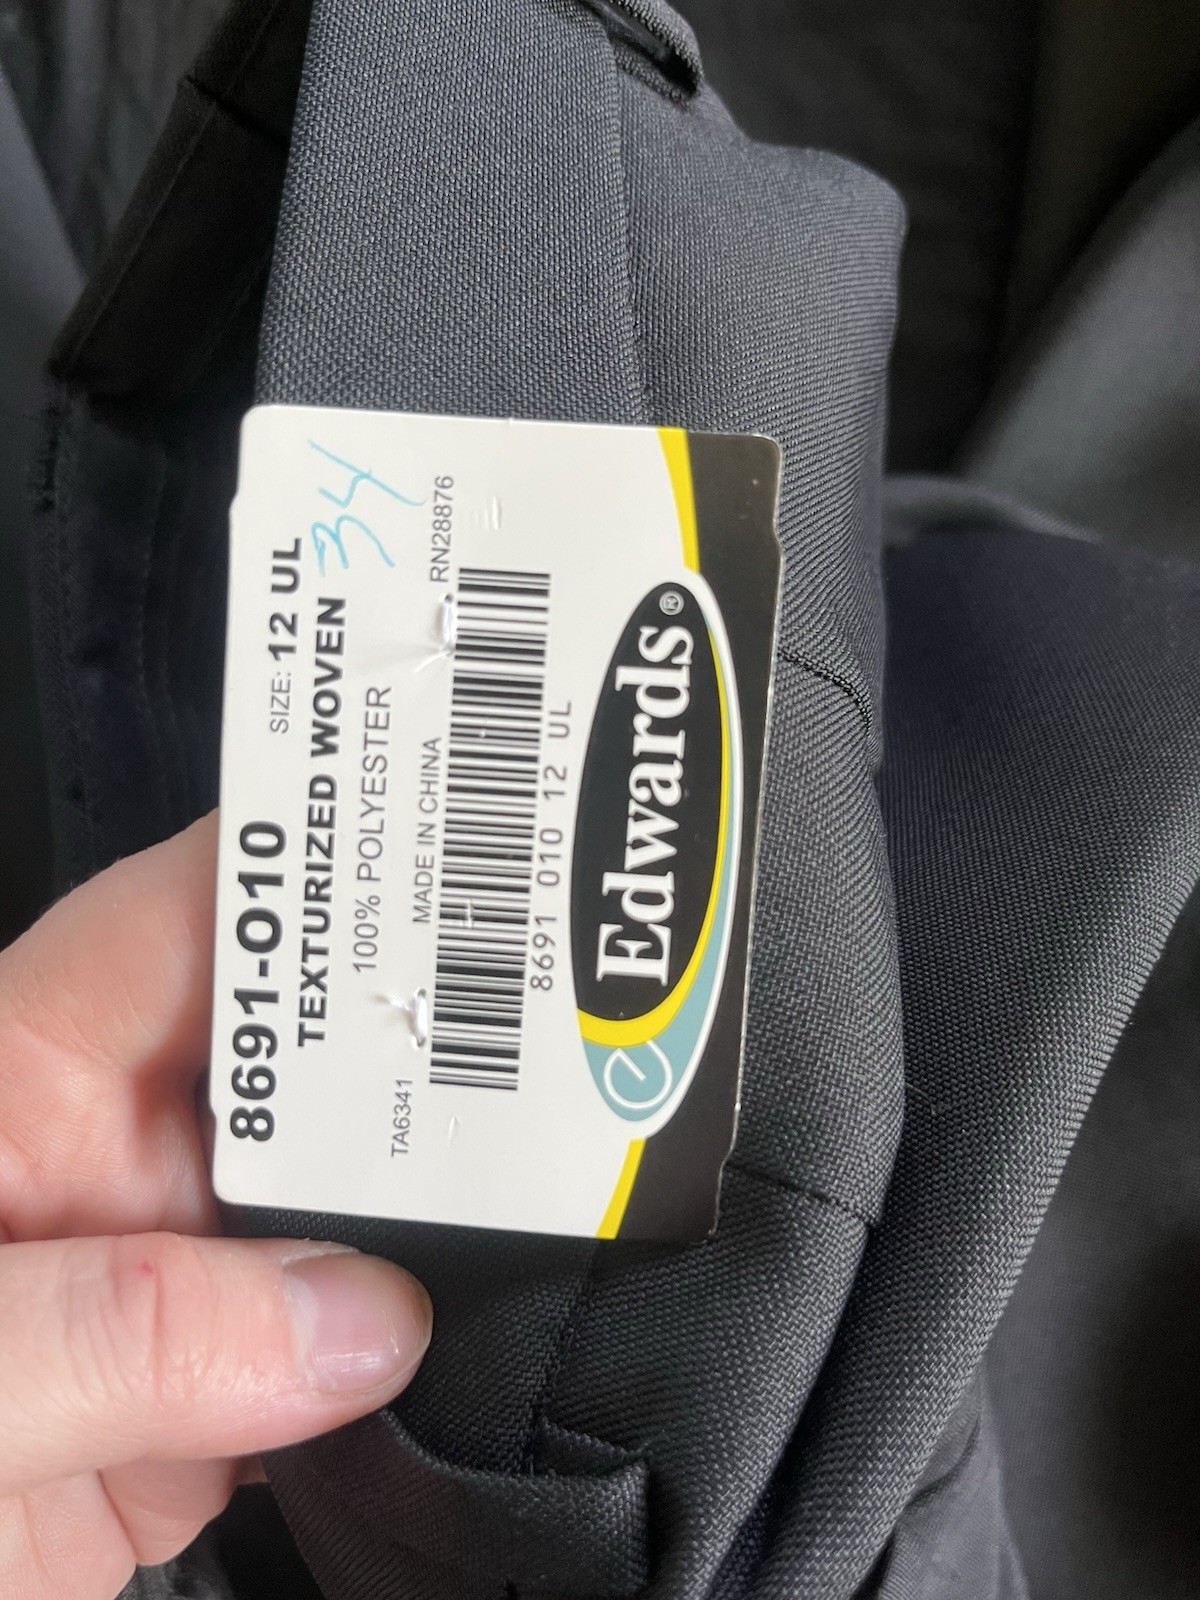 8691-010
SIZE: 12 UL
TEXTURIZED WOVEN
34
100% POLYESTER
TA6341
MADE IN CHINA
RN28876
8691 010 12 UL
Edwards®
e